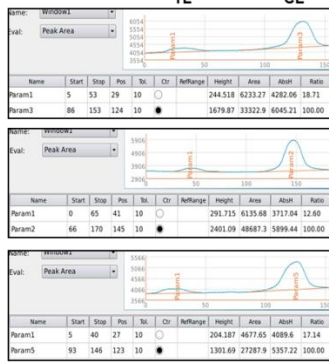 Name: Window1
Eval: Peak Area
6054
5554
5054
4554
4054
3554
0 50 100 150
Param1
Param3
Name Start Stop Pos Tol. Ctr RefRange Height Area AbsH Ratio
Param1 5 53 29 10 244.518 6233.27 4282.06 18.71
Param3 86 153 124 10 1679.87 33322.9 6045.21 100.00
Name: Window1
Eval: Peak Area
5906
4906
3906
2906
0 50 100 150
Param1
Param2
Name Start Stop Pos Tol. Ctr RefRange Height Area AbsH Ratio
Param1 0 65 41 10 291.715 6135.68 3717.04 12.60
Param2 66 170 145 10 2401.09 48687.3 5899.44 100.00
Name: Window1
Eval: Peak Area
5566
5066
4566
4066
3566
0 50 100 150
Param1
Param5
Name Start Stop Pos Tol. Ctr RefRange Height Area AbsH Ratio
Param1 5 40 27 10 204.187 4677.65 4089.6 17.14
Param5 93 146 123 10 1301.69 27287.9 5357.22 100.00